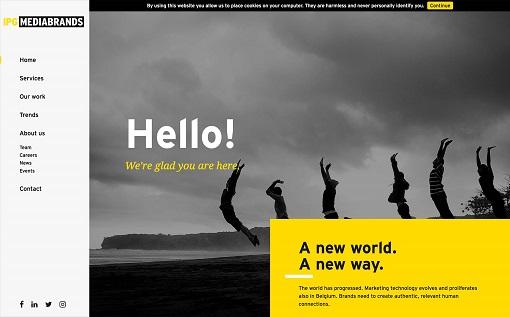 By using this website you allow us to place cookies on your computer. They are harmless and never personally identify you. Continue
IPG MEDIABRANDS
Home
Services
Our work
Trends
About us
Team
Careers
News
Events
Contact
Hello!
We're glad you are here.
A new world.
A new way.
The world has progressed. Marketing technology evolves and proliferates
also in Belgium. Brands need to create authentic, relevant human
connections.